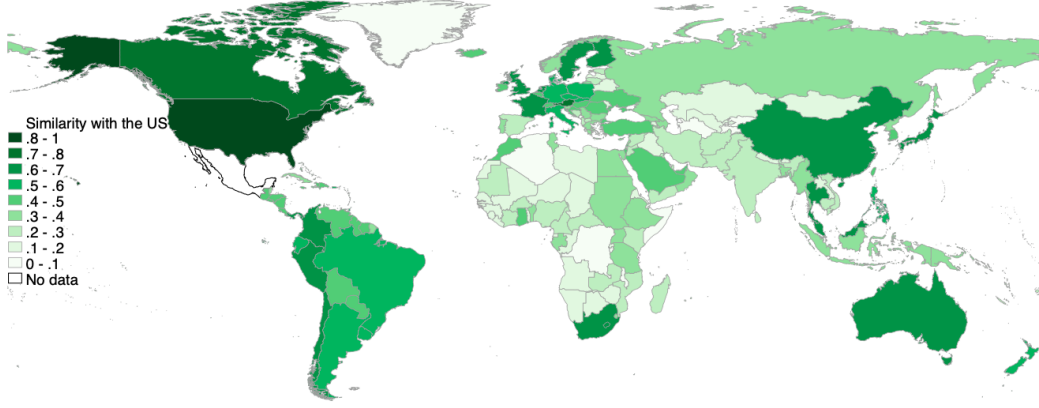 Similarity with the US
.8 - 1
.7 - .8
.6 - .7
.5 - .6
.4 - .5
.3 - .4
.2 - .3
.1 - .2
0 - .1
No data